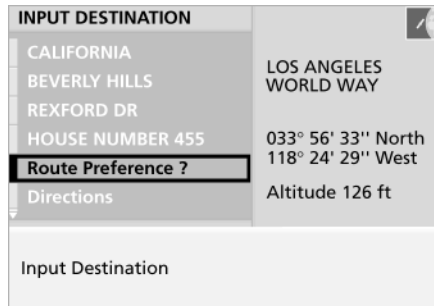 INPUT DESTINATION
CALIFORNIA
BEVERLY HILLS
REXFORD DR
HOUSE NUMBER 455
Route Preference ?
Directions
LOS ANGELES
WORLD WAY
033° 56' 33'' North
118° 24' 29'' West
Altitude 126 ft
Input Destination